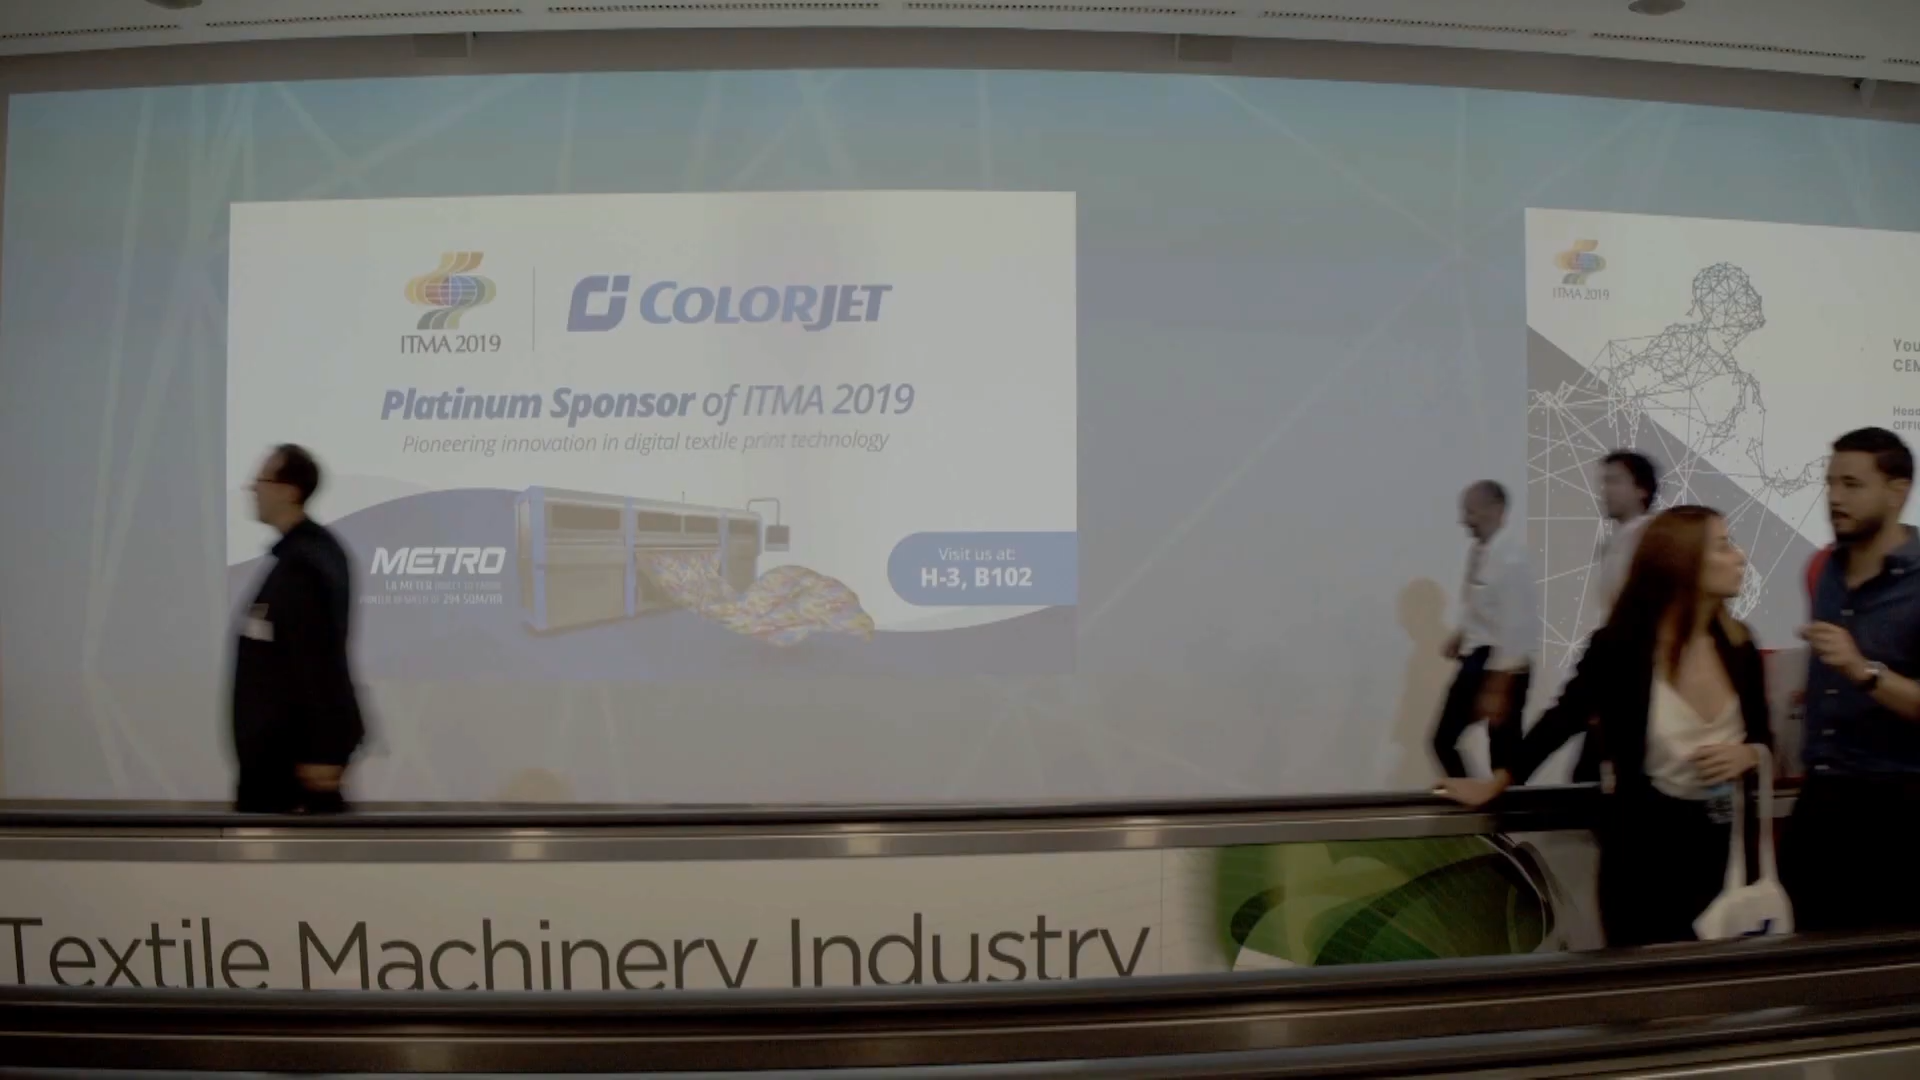 ITMA 2019
COLORJET
Platinum Sponsor of ITMA 2019
Pioneering innovation in digital textile print technology
METRO
Visit us at:
H-3, B102
ITMA 2019
Textile Machinery Industry